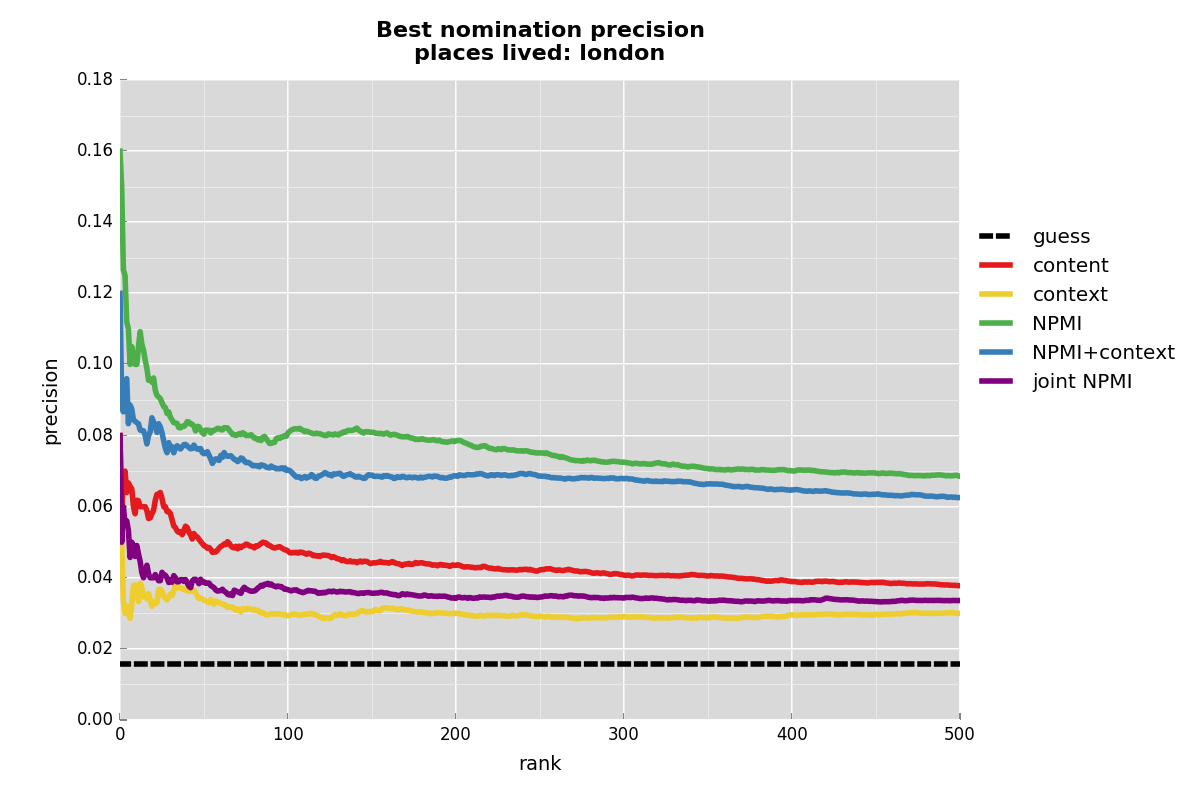 Best nomination precision
places lived: london
0.18
0.16
0.14
0.12
0.10
0.08
0.06
0.04
0.02
0.00
precision
0
100
200
300
400
500
rank
guess
content
context
NPMI
NPMI+context
joint NPMI